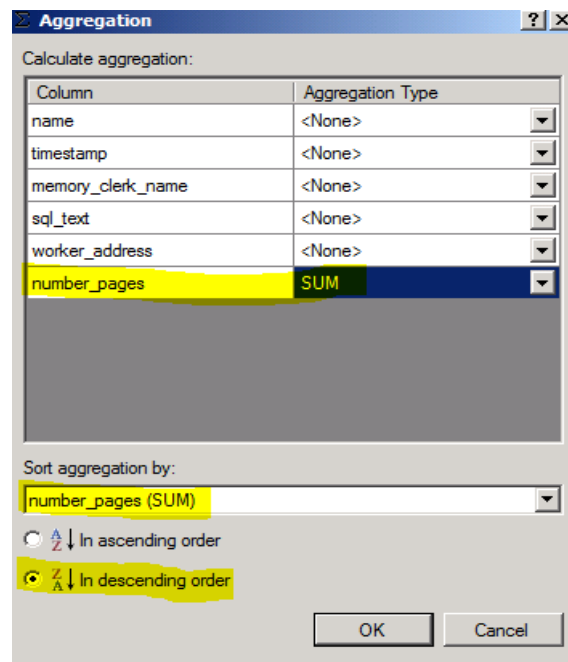 Σ Aggregation ? X
Calculate aggregation:
Column Aggregation Type
name <None>
timestamp <None>
memory_clerk_name <None>
sql_text <None>
worker_address <None>
number_pages SUM
Sort aggregation by:
number_pages (SUM)
A Z ↓ In ascending order
Z A ↓ In descending order
OK Cancel